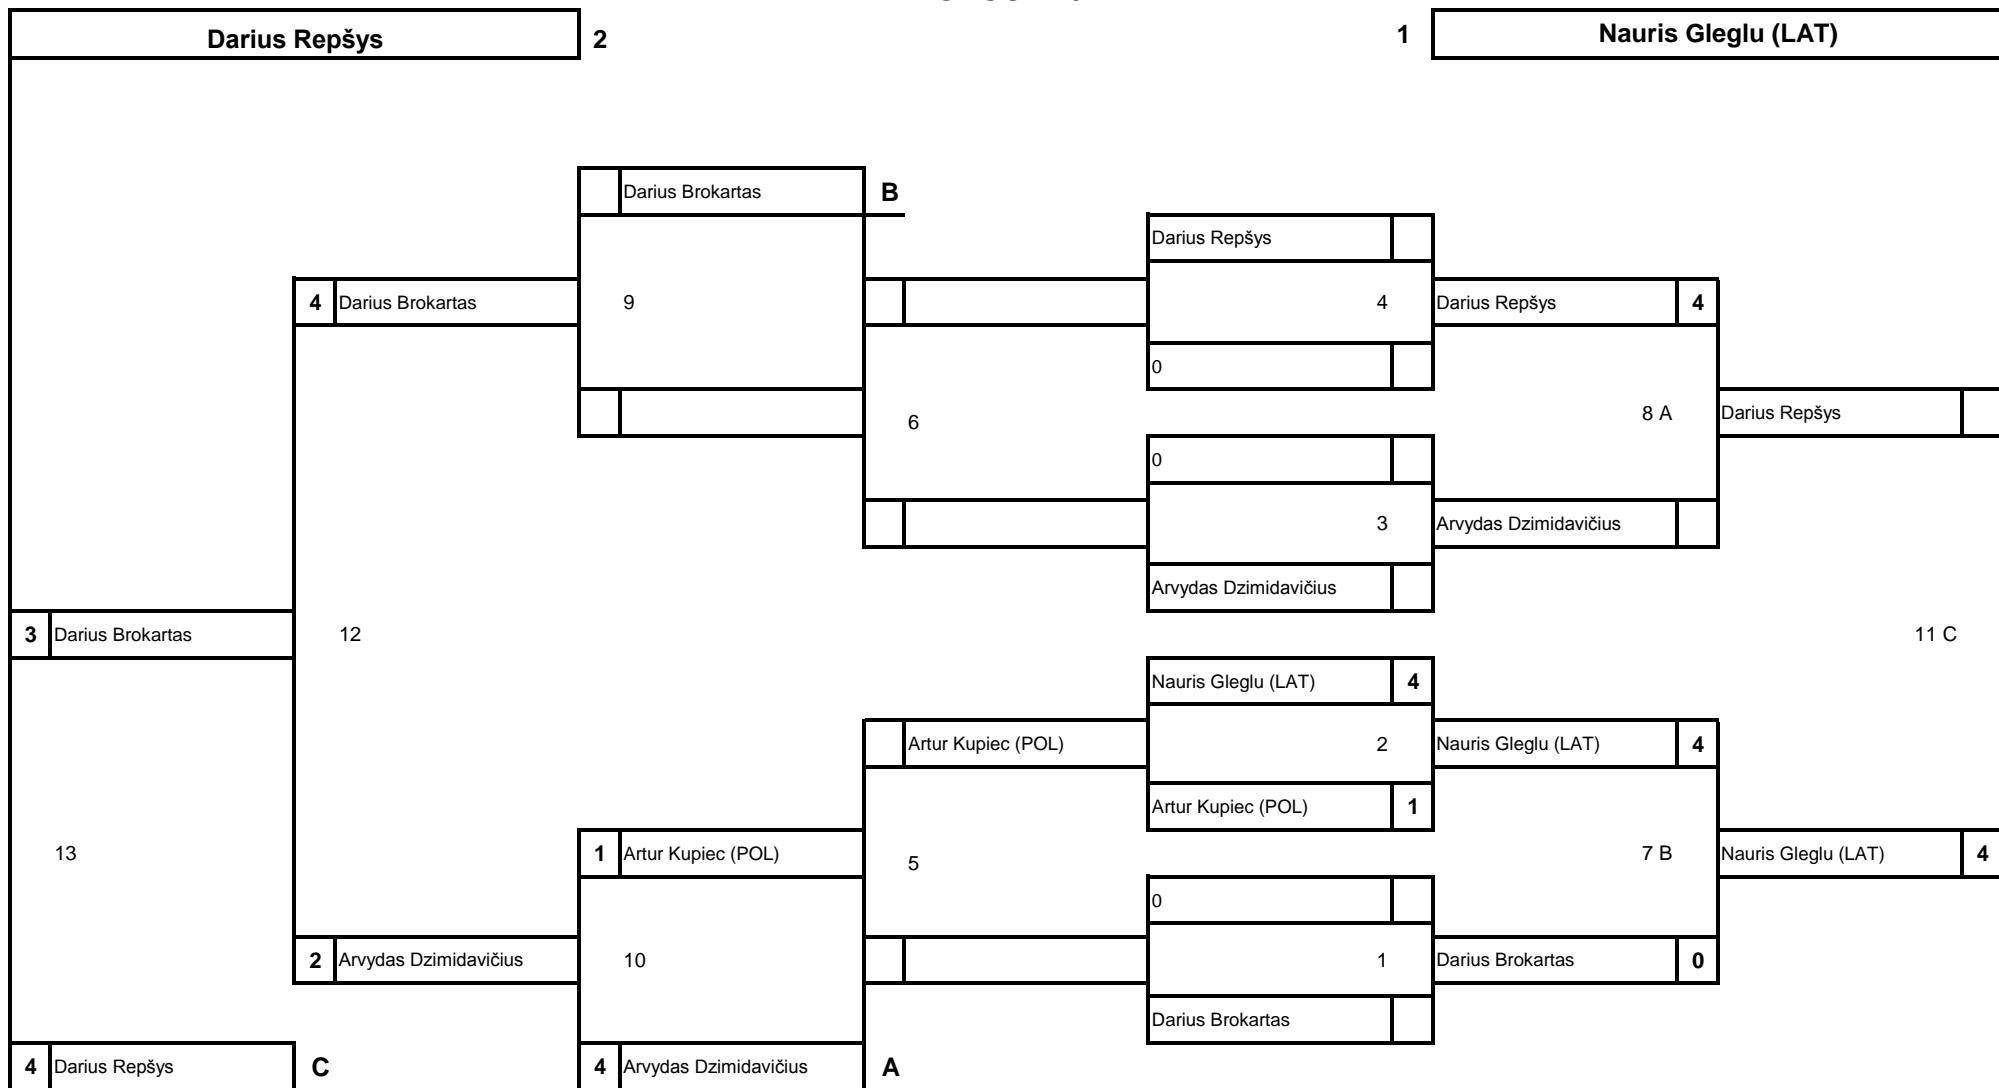 Darius Repšys 2 1 Nauris Gleglu (LAT)
Darius Brokartas B
Darius Repšys
4 Darius Brokartas 9 4 Darius Repšys 4
0
6 8 A Darius Repšys
0
3 Arvydas Dzimidavičius
Arvydas Dzimidavičius
3 Darius Brokartas 12 11 C
Nauris Gleglu (LAT) 4
Artur Kupiec (POL) 2 Nauris Gleglu (LAT) 4
Artur Kupiec (POL) 1
13 1 Artur Kupiec (POL) 5 7 B Nauris Gleglu (LAT) 4
0
2 Arvydas Dzimidavičius 10 1 Darius Brokartas 0
Darius Brokartas
4 Darius Repšys C 4 Arvydas Dzimidavičius A